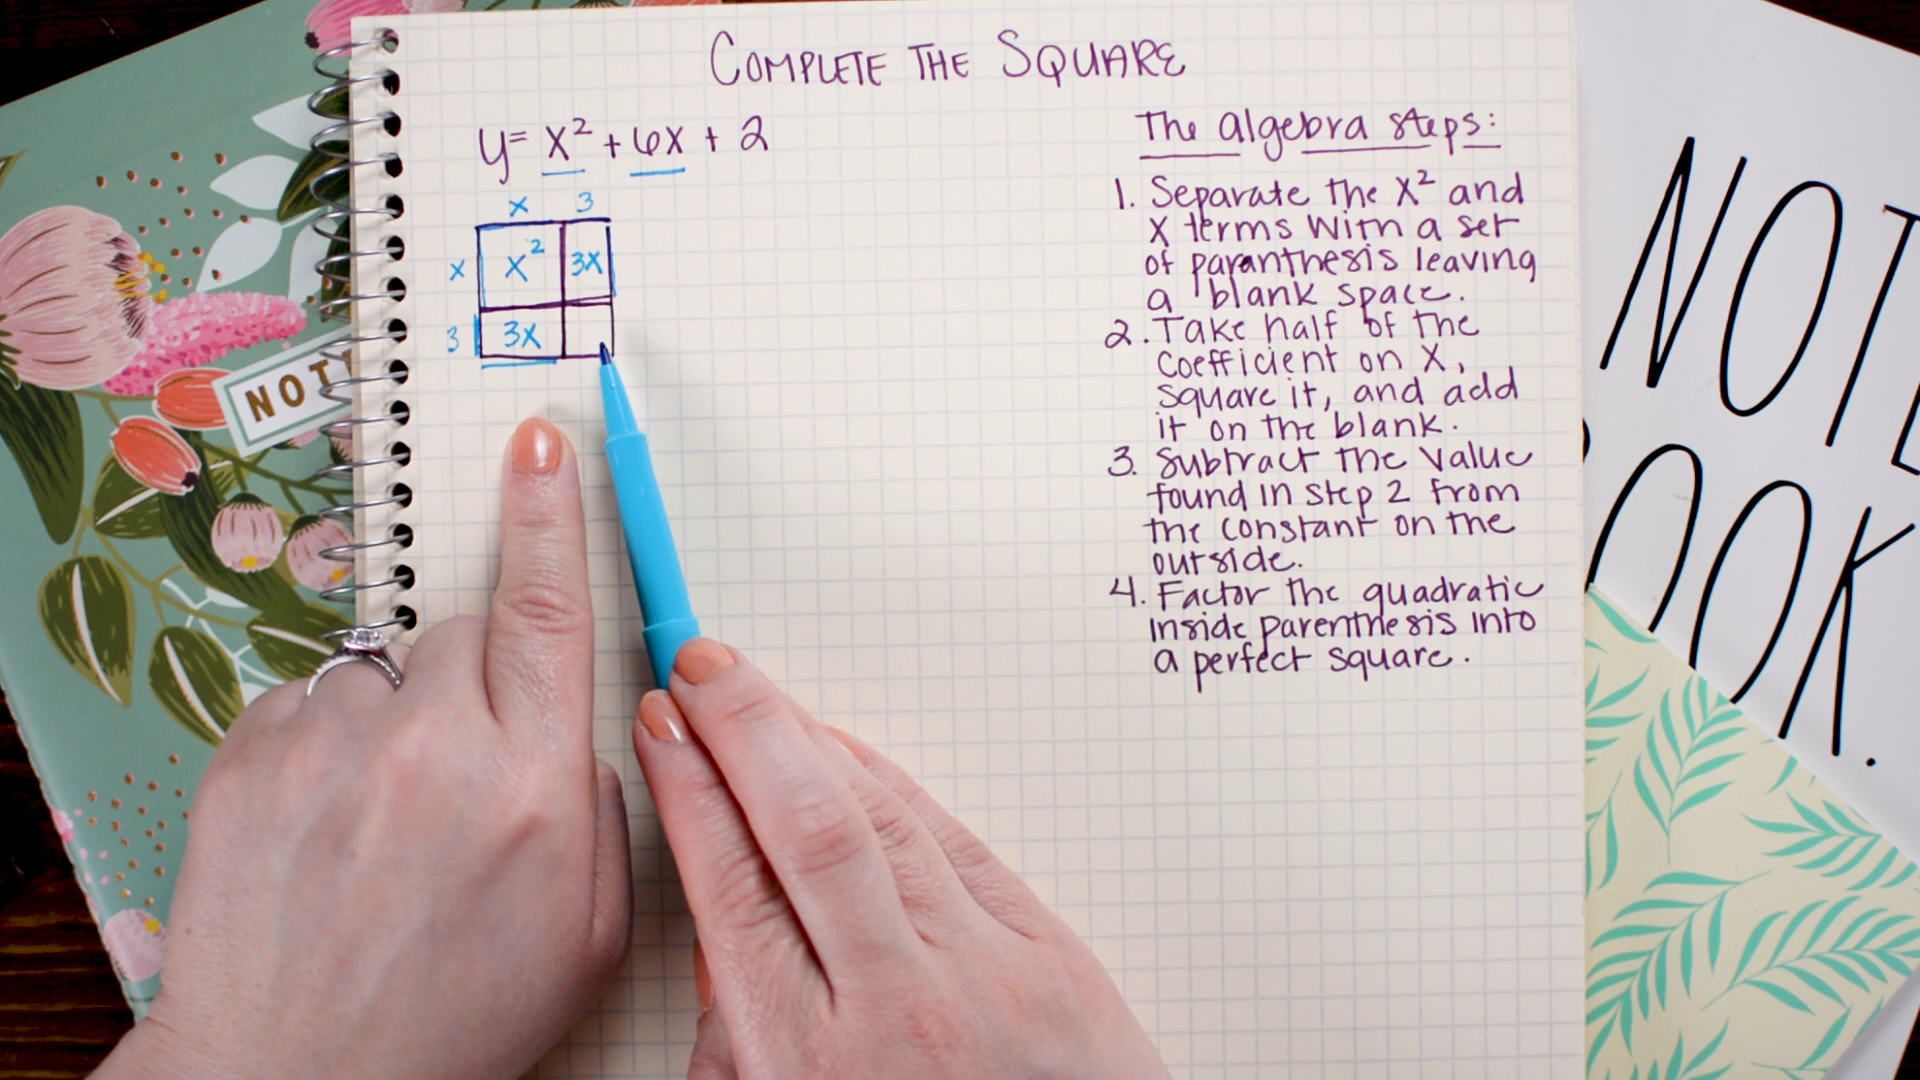 COMPLETE THE SQUARE
y= x² + 6x + 2
x 3
x x² 3x
3 3x
The algebra steps:
1. Separate the x² and
x terms with a set
of paranthesis leaving
a blank space.
2. Take half of the
coefficient on x,
square it, and add
it on the blank.
3. Subtract the value
found in step 2 from
the constant on the
outside.
4. Factor the quadratic
inside parenthesis into
a perfect square.